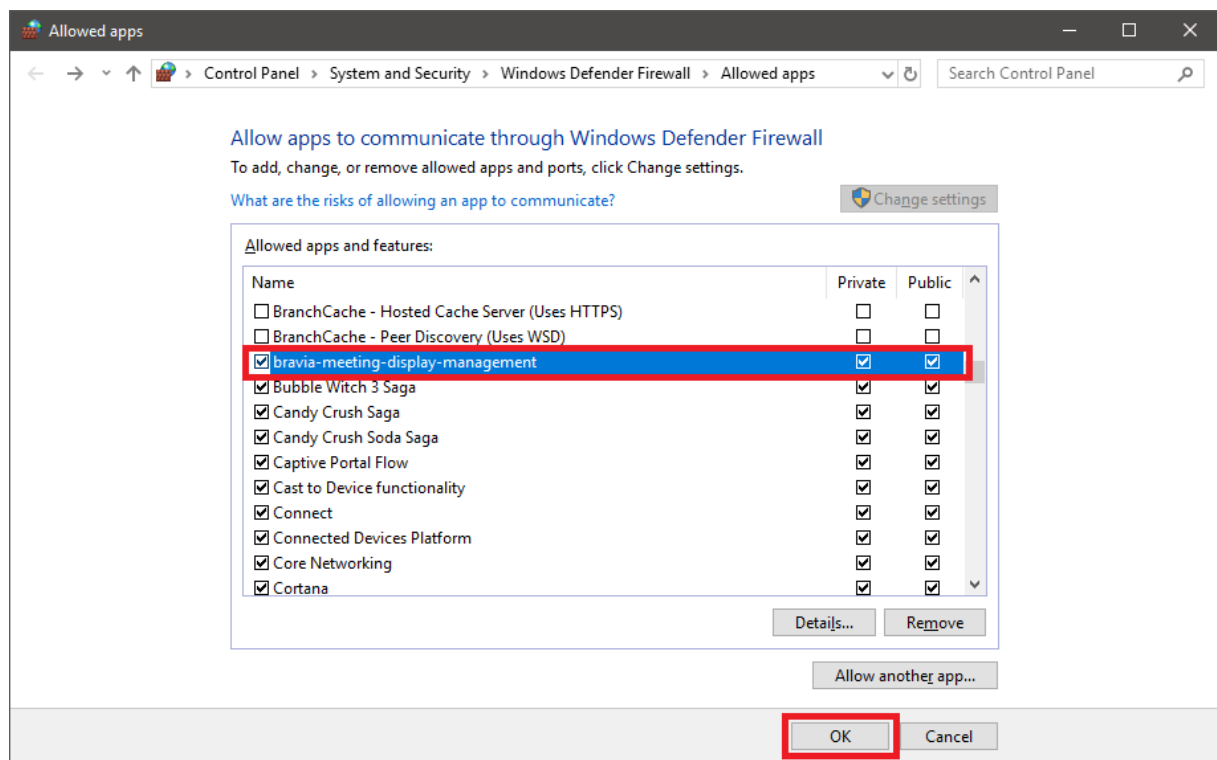 Allowed apps
Control Panel > System and Security > Windows Defender Firewall > Allowed apps
Search Control Panel
Allow apps to communicate through Windows Defender Firewall
To add, change, or remove allowed apps and ports, click Change settings.
What are the risks of allowing an app to communicate?
Change settings
Allowed apps and features:
Name Private Public
BranchCache - Hosted Cache Server (Uses HTTPS)
BranchCache - Peer Discovery (Uses WSD)
bravia-meeting-display-management
Bubble Witch 3 Saga
Candy Crush Saga
Candy Crush Soda Saga
Captive Portal Flow
Cast to Device functionality
Connect
Connected Devices Platform
Core Networking
Cortana
Details... Remove
Allow another app...
OK Cancel